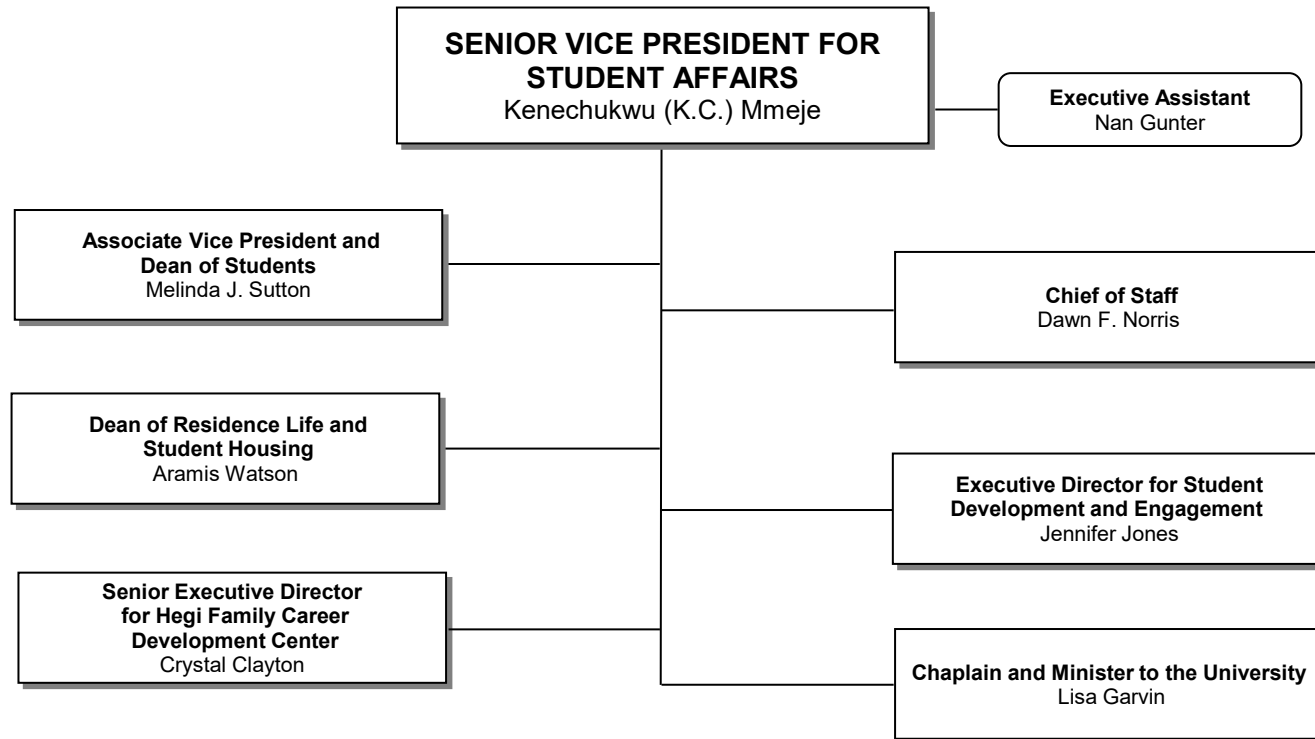 SENIOR VICE PRESIDENT FOR
STUDENT AFFAIRS
Kenechukwu (K.C.) Mmeje
Executive Assistant
Nan Gunter
Associate Vice President and
Dean of Students
Melinda J. Sutton
Chief of Staff
Dawn F. Norris
Dean of Residence Life and
Student Housing
Aramis Watson
Executive Director for Student
Development and Engagement
Jennifer Jones
Senior Executive Director
for Hegi Family Career
Development Center
Crystal Clayton
Chaplain and Minister to the University
Lisa Garvin